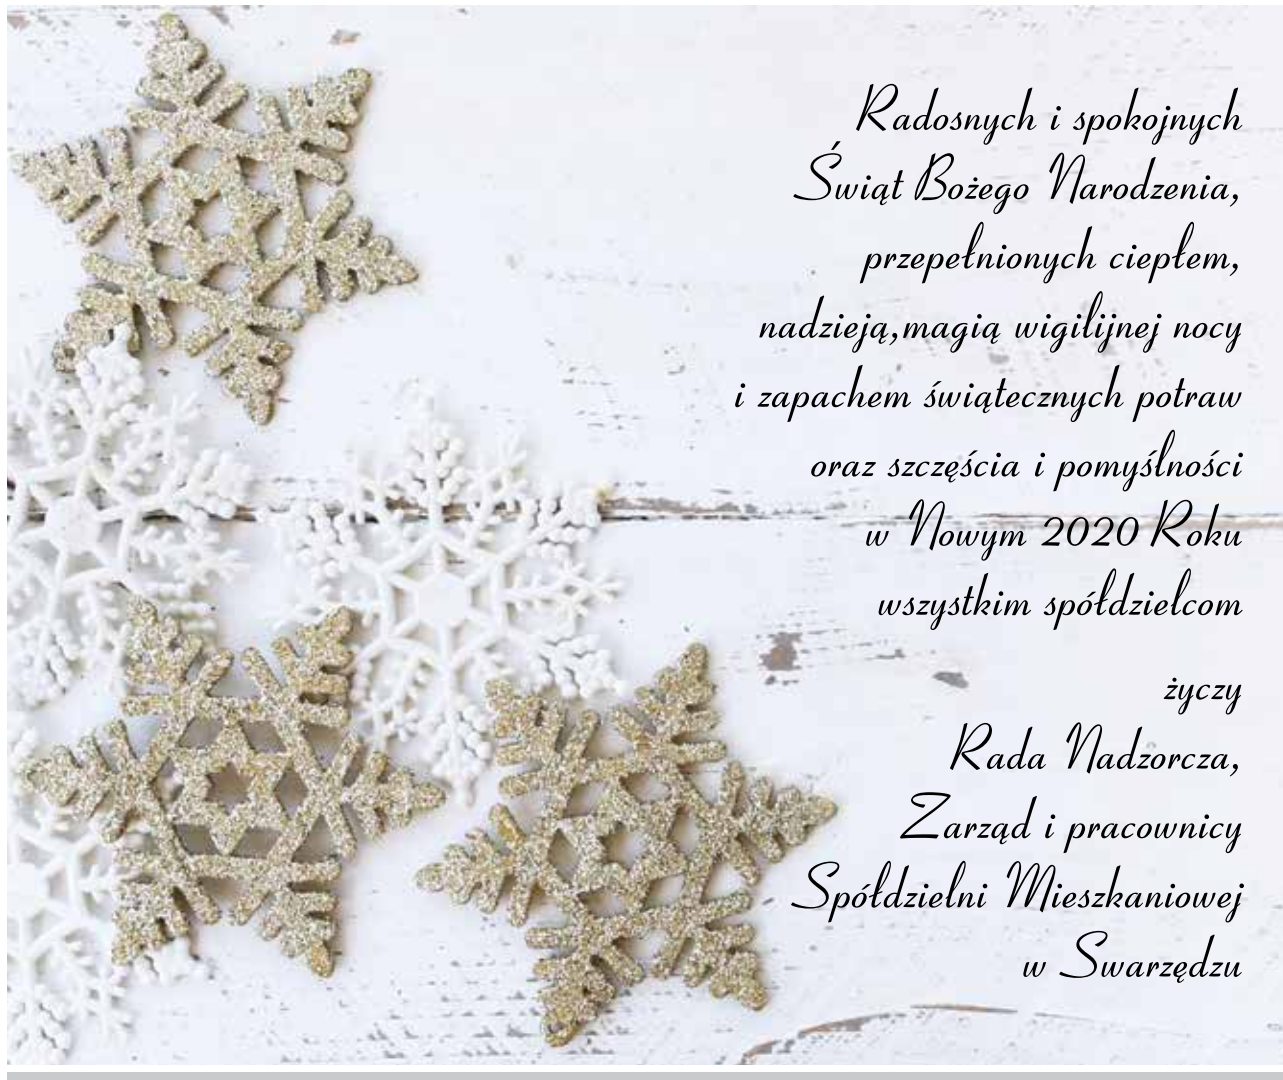 Radosnych i spokojnych
Świąt Bożego Narodzenia,
przepełnionych ciepłem,
nadzieją,magią wigilijnej nocy
i zapachem świątecznych potraw
oraz szczęścia i pomyślności
w Nowym 2020 Roku
wszystkim spółdzielcom
życzy
Rada Nadzorcza,
Zarząd i pracownicy
Spółdzielni Mieszkaniowej
w Swarzędzu